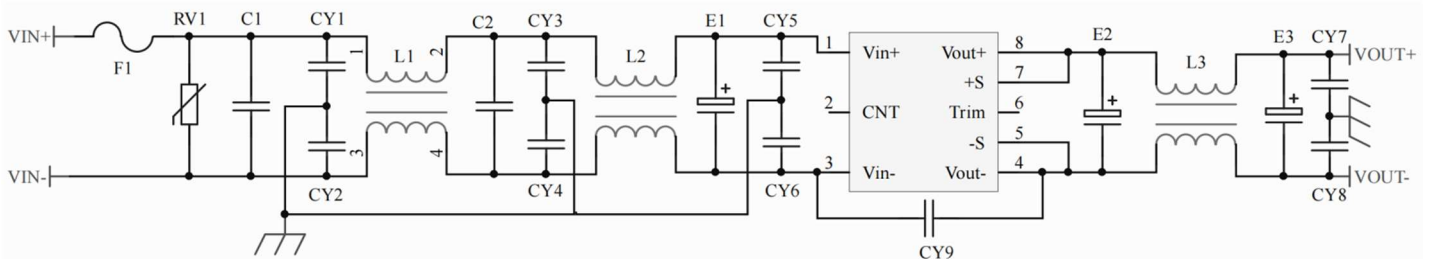 RV1 C1 CY1 C2 CY3 E1 CY5 E2 E3 CY7
VIN+ F1 1 L1 2 L2 1 Vin+ Vout+ 8 L3 VOUT+
+S 7
+ 2 CNT Trim 6 + +
-S 5
3 4 3 Vin- Vout- 4
VIN- CY2 CY4 CY6 CY8 VOUT-
CY9